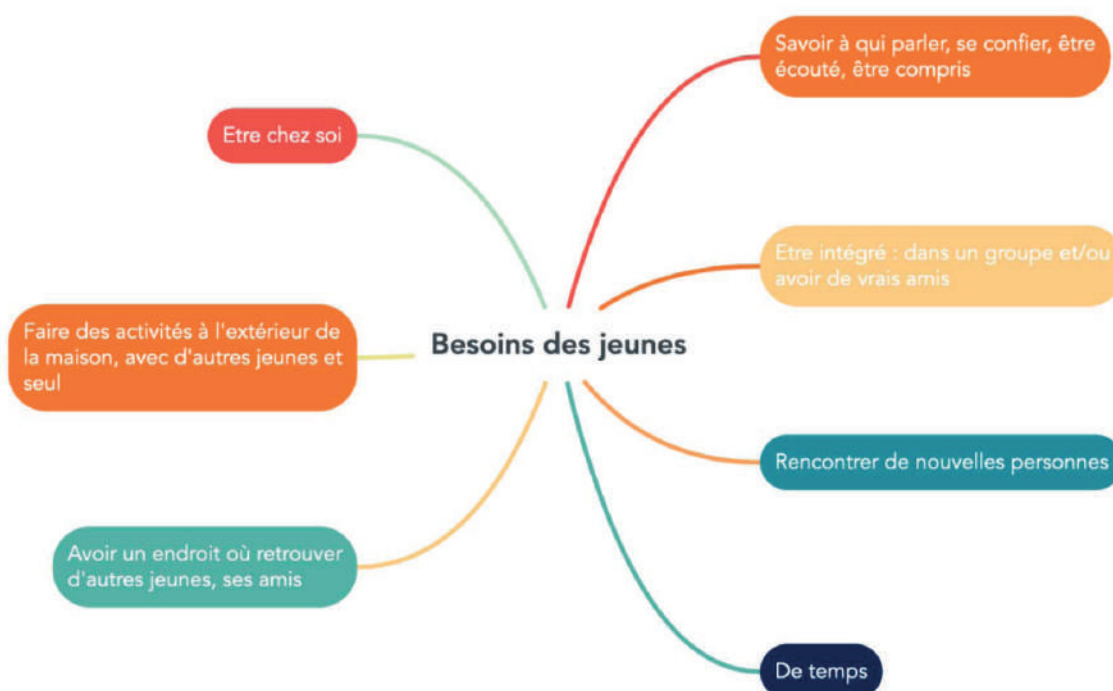 Savoir à qui parler, se confier, être
écouté, être compris
Etre chez soi
Etre intégré : dans un groupe et/ou
avoir de vrais amis
Faire des activités à l'extérieur de
la maison, avec d'autres jeunes et
seul
Besoins des jeunes
Rencontrer de nouvelles personnes
Avoir un endroit où retrouver
d'autres jeunes, ses amis
De temps